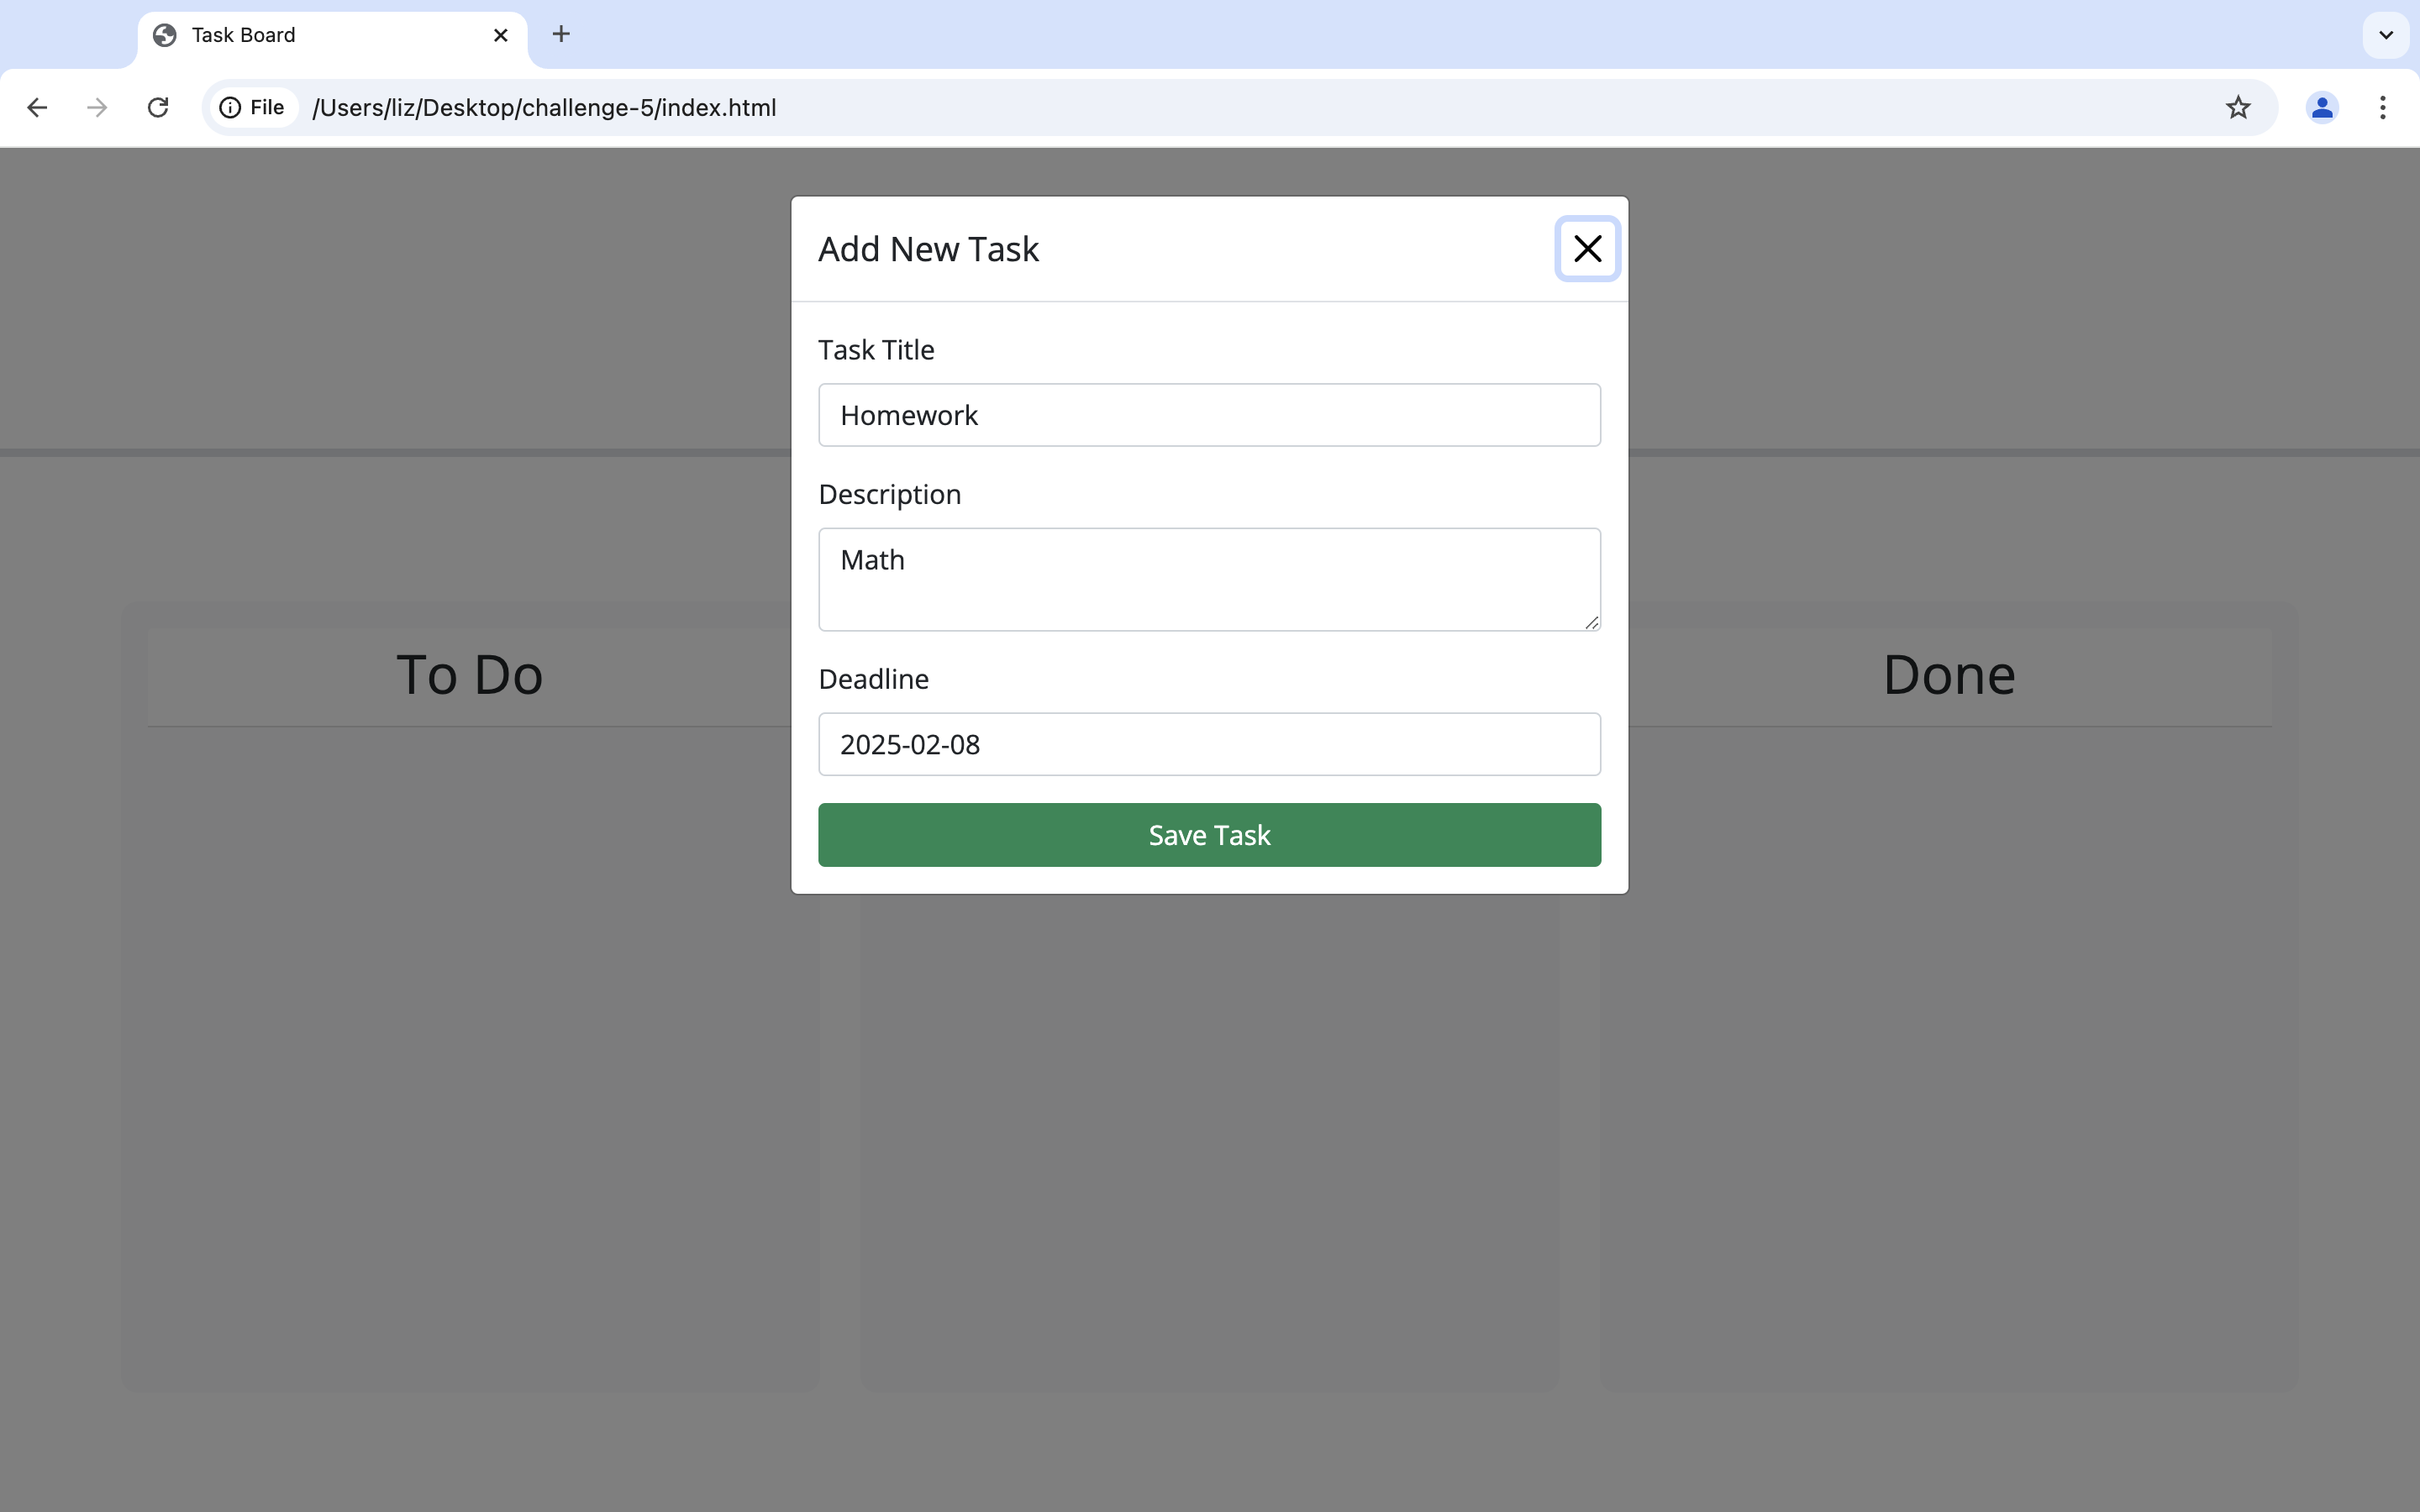 Task Board
File /Users/liz/Desktop/challenge-5/index.html
Add New Task
Task Title
Homework
Description
Math
Deadline
2025-02-08
Save Task
To Do
Done